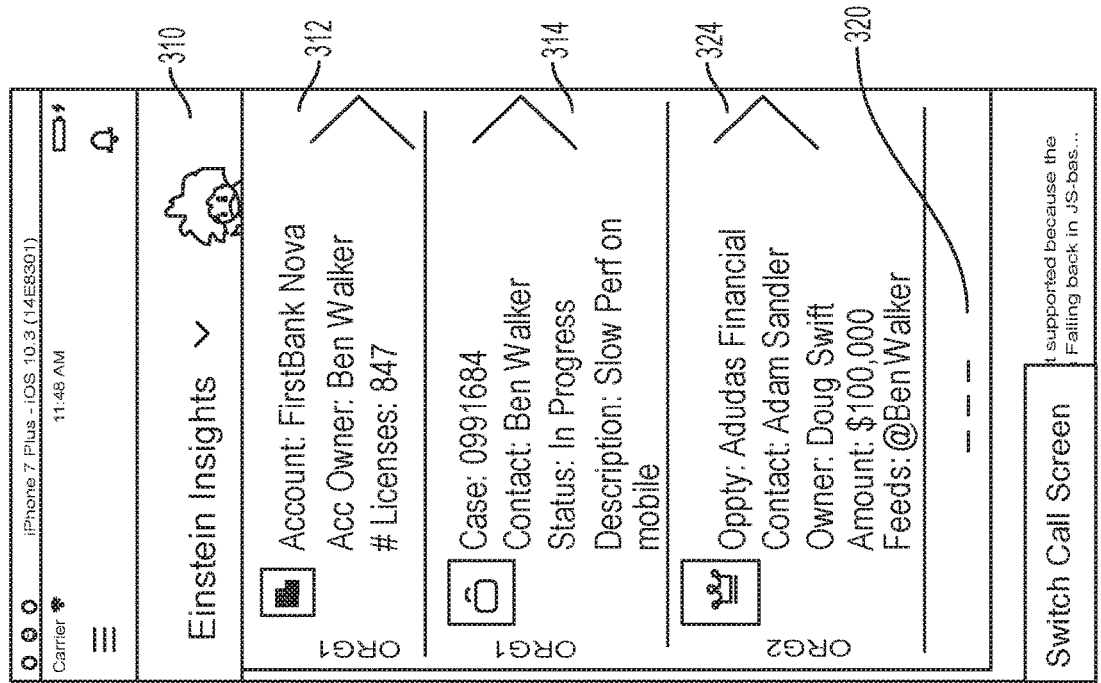 iPhone 7 Plus - iOS 10.3 (14E8301)
Carrier
11:48 AM
Einstein Insights
310
ORG1
Account: FirstBank Nova
Acc Owner: Ben Walker
# Licenses: 847
312
ORG1
Case: 0991684
Contact: Ben Walker
Status: In Progress
Description: Slow Perf on
mobile
314
ORG2
Oppty: Adudas Financial
Contact: Adam Sandler
Owner: Doug Swift
Amount: $100,000
Feeds: @Ben Walker
324
320
Switch Call Screen
t supported because the
Falling back in JS-bas...